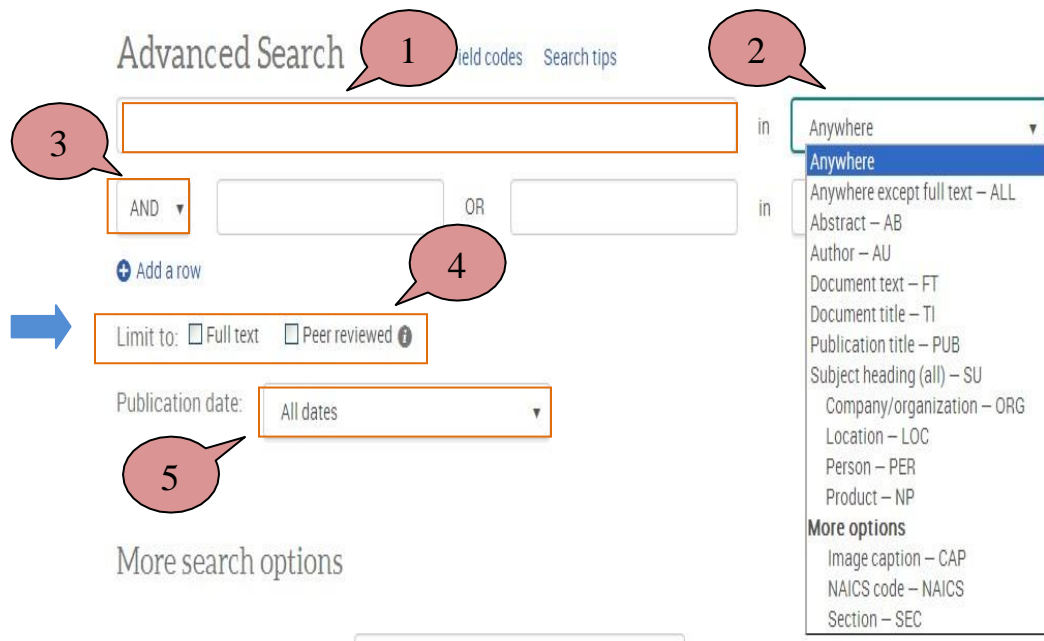 Advanced Search
ield codes
Search tips
1
2
in
Anywhere
3
AND
OR
in
Add a row
4
Limit to: Full text Peer reviewed
Publication date:
All dates
5
More search options
Anywhere
Anywhere except full text – ALL
Abstract – AB
Author – AU
Document text – FT
Document title – TI
Publication title – PUB
Subject heading (all) – SU
Company/organization – ORG
Location – LOC
Person – PER
Product – NP
More options
Image caption – CAP
NAICS code – NAICS
Section – SEC